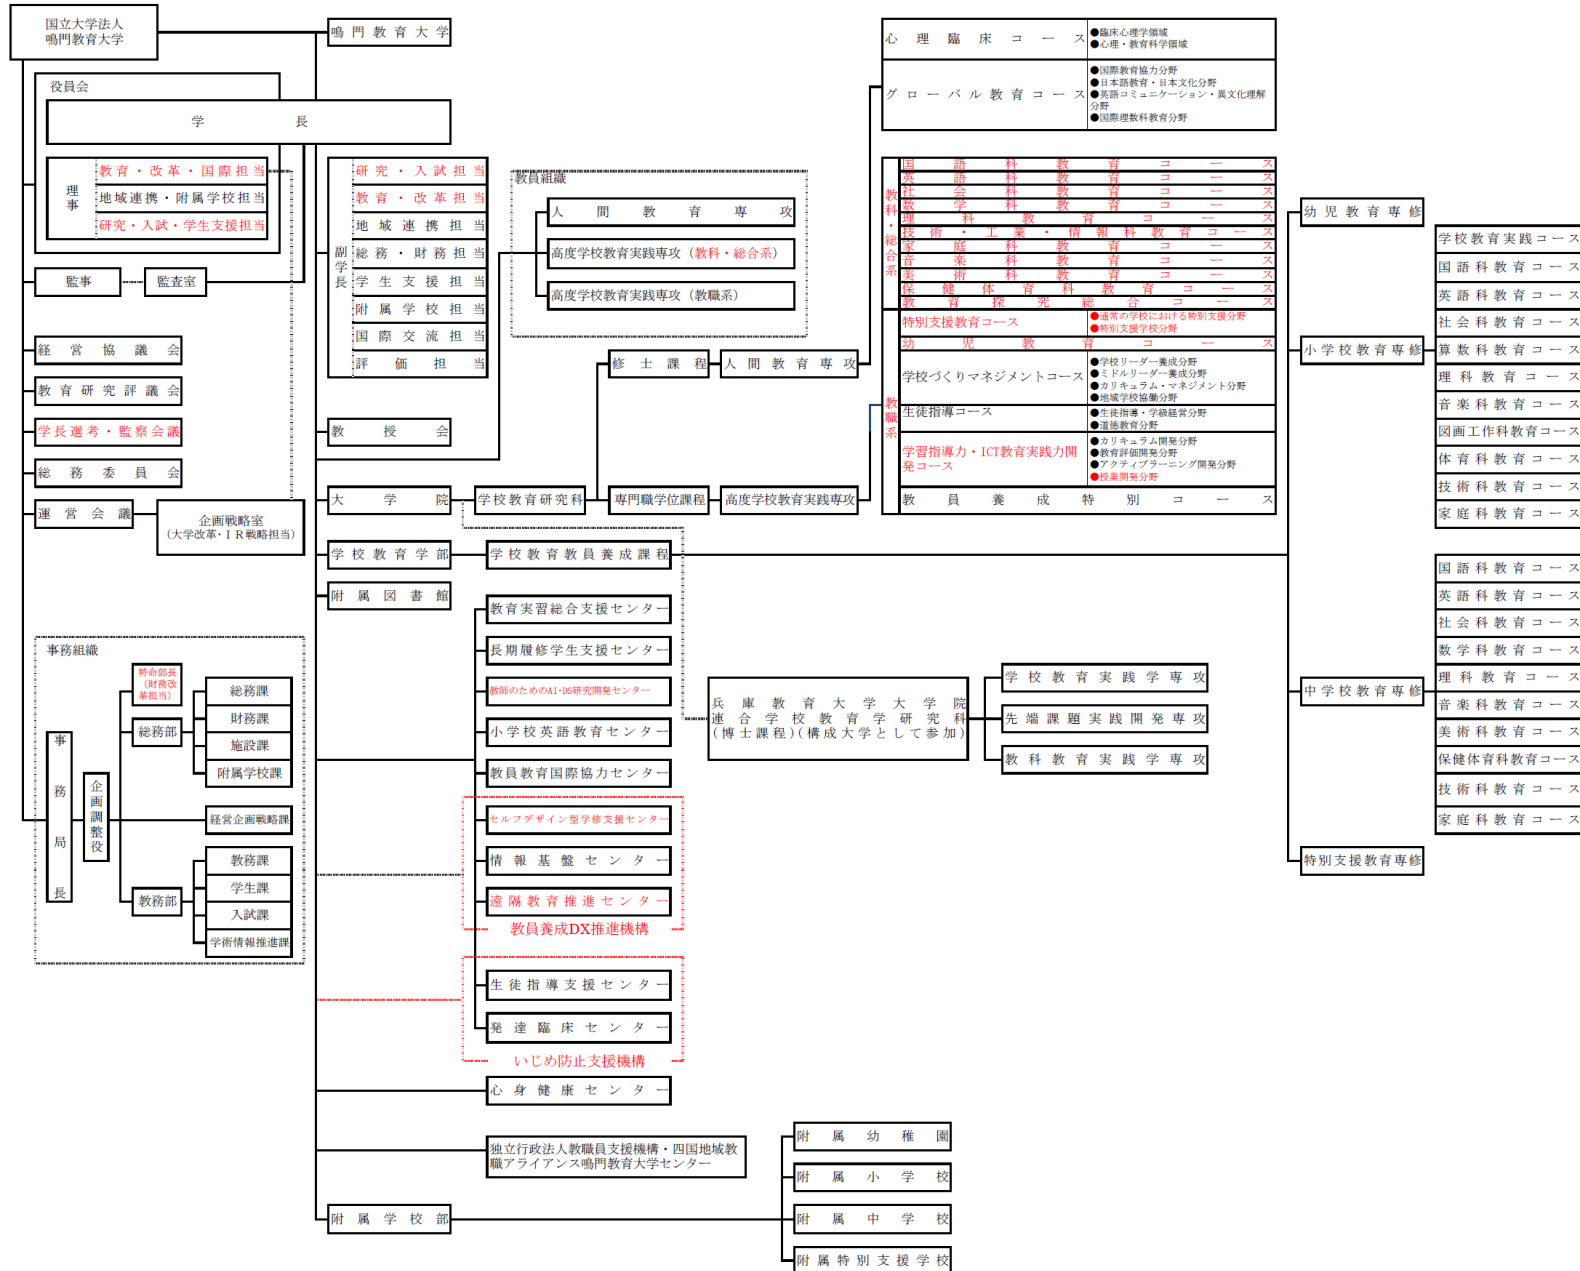 国立大学法人
鳴門教育大学
鳴門教育大学
役員会
学長
理事
教育・改革・国際担当
地域連携・附属学校担当
研究・入試・学生支援担当
監事
監査室
経営協議会
教育研究評議会
学長選考・監察会議
総務委員会
運営会議
企画戦略室
(大学改革・IR戦略担当)
事務組織
事務局長
企画調整役
特命部長
(財務改
革担当)
総務部
総務課
財務課
施設課
附属学校課
経営企画戦略課
教務部
教務課
学生課
入試課
学術情報推進課
副学長
研究・入試担当
教育・改革担当
地域連携担当
総務・財務担当
学生支援担当
附属学校担当
国際交流担当
評価担当
教員組織
人間教育専攻
高度学校教育実践専攻(教科・総合系)
高度学校教育実践専攻(教職系)
教授会
大学院
学校教育研究科
修士課程
人間教育専攻
専門職学位課程
高度学校教育実践専攻
心理臨床コース
●臨床心理学領域
●心理・教育科学領域
グローバル教育コース
●国際教育協力分野
●日本語教育・日本文化分野
●英語コミュニケーション・異文化理解
分野
●国際理数科教育分野
教科・総合系
国語科教育コース
英語科教育コース
社会科教育コース
数学科教育コース
理科教育コース
技術・工業・情報科教育コース
家庭科教育コース
音楽科教育コース
美術科教育コース
保健体育科教育コース
教育探究総合コース
教職系
特別支援教育コース
●通常の学校における特別支援分野
●特別支援学校分野
幼児教育コース
学校づくりマネジメントコース
●学校リーダー養成分野
●ミドルリーダー養成分野
●カリキュラム・マネジメント分野
●地域学校協働分野
生徒指導コース
●生徒指導・学級経営分野
●道徳教育分野
学習指導力・ICT教育実践力開
発コース
●カリキュラム開発分野
●教育評価開発分野
●アクティブラーニング開発分野
●授業開発分野
教員養成特別コース
学校教育学部
学校教育教員養成課程
幼児教育専修
小学校教育専修
学校教育実践コース
国語科教育コース
英語科教育コース
社会科教育コース
算数科教育コース
理科教育コース
音楽科教育コース
図画工作科教育コース
体育科教育コース
技術科教育コース
家庭科教育コース
中学校教育専修
国語科教育コース
英語科教育コース
社会科教育コース
数学科教育コース
理科教育コース
音楽科教育コース
美術科教育コース
保健体育科教育コース
技術科教育コース
家庭科教育コース
特別支援教育専修
附属図書館
教育実習総合支援センター
長期履修学生支援センター
教師のためのAI・DS研究開発センター
小学校英語教育センター
教員教育国際協力センター
セルフデザイン型学修支援センター
情報基盤センター
遠隔教育推進センター
教員養成DX推進機構
生徒指導支援センター
発達臨床センター
いじめ防止支援機構
心身健康センター
兵庫教育大学大学院
連合学校教育学研究科
(博士課程)(構成大学として参加)
学校教育実践学専攻
先端課題実践開発専攻
教科教育実践学専攻
独立行政法人教職員支援機構・四国地域教
職アライアンス鳴門教育大学センター
附属学校部
附属幼稚園
附属小学校
附属中学校
附属特別支援学校